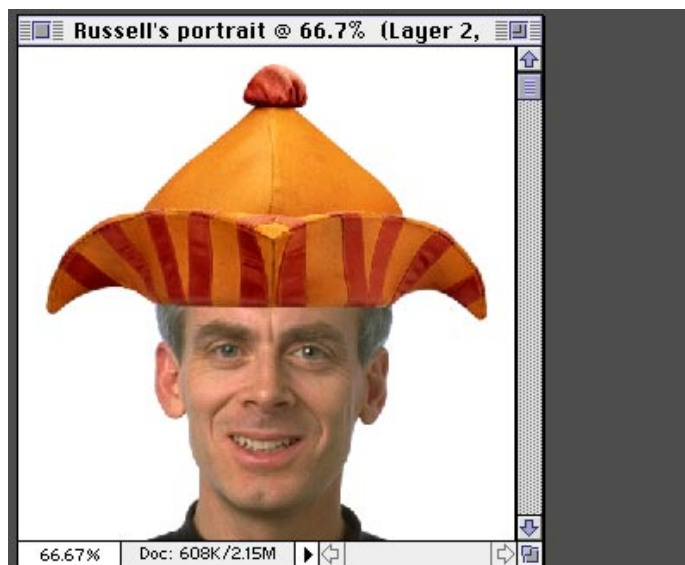 Russell's portrait @ 66.7% (Layer 2,
66.67% Doc: 608K/2.15M